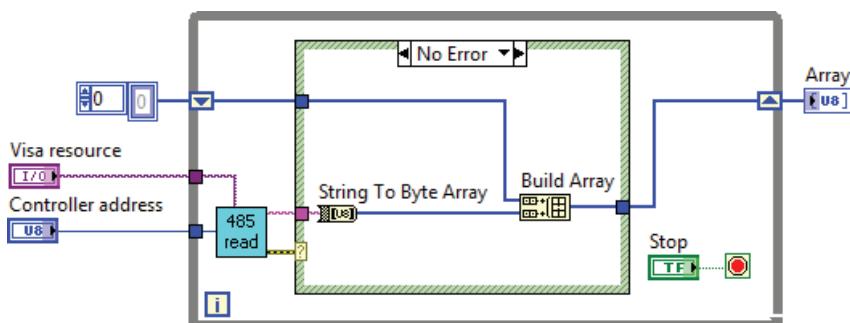 No Error
0
0
Array
U8
Visa resource
I/O
String To Byte Array
Build Array
[U8]
Controller address
U8
485
read
?
Stop
TF
i